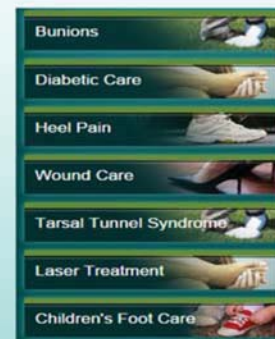 Bunions
Diabetic Care
Heel Pain
Wound Care
Tarsal Tunnel Syndrome
Laser Treatment
Children's Foot Care